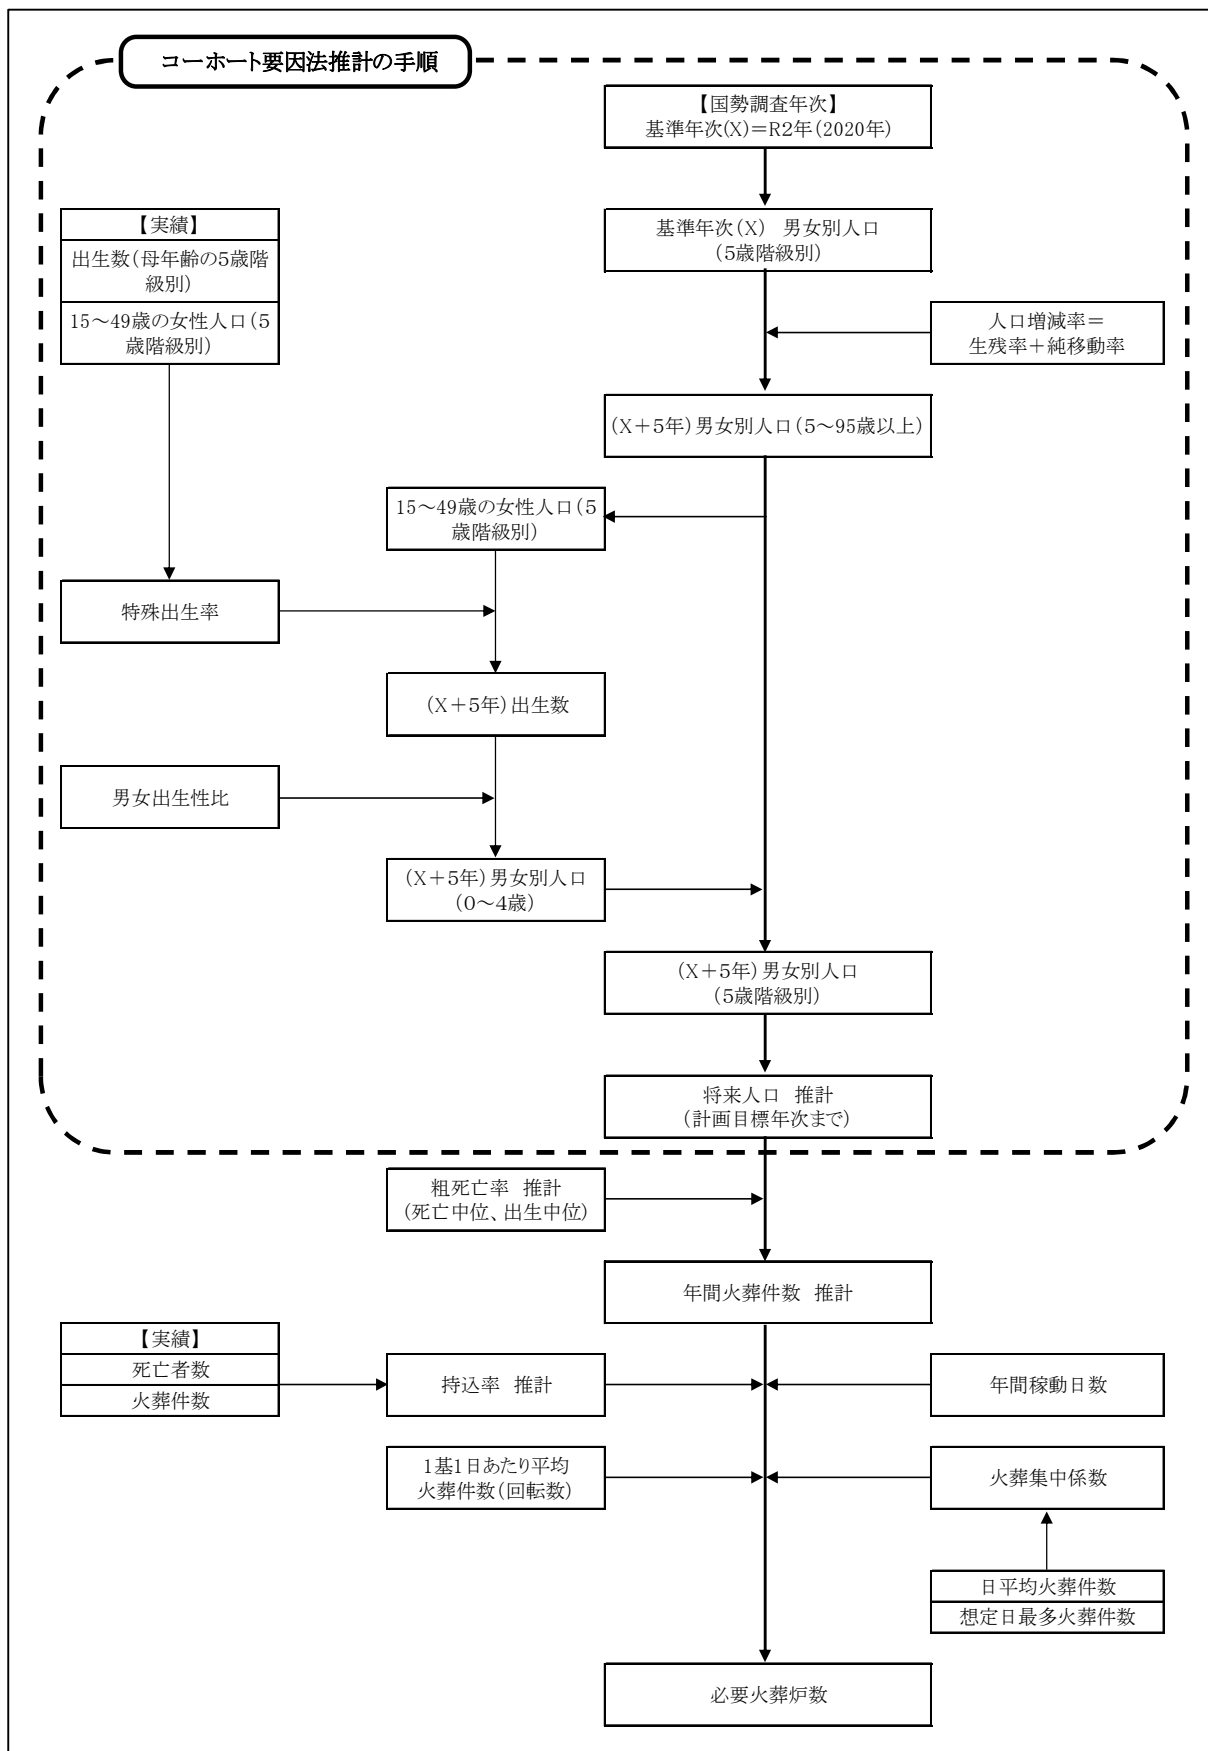 コーホート要因法推計の手順
【国勢調査年次】
基準年次(X)=R2年(2020年)
【実績】
出生数(母年齢の5歳階
級別)
15～49歳の女性人口(5
歳階級別)
基準年次(X)　男女別人口
(5歳階級別)
人口増減率＝
生残率＋純移動率
(X＋5年)男女別人口(5～95歳以上)
15～49歳の女性人口(5
歳階級別)
特殊出生率
(X＋5年)出生数
男女出生性比
(X＋5年)男女別人口
(0～4歳)
(X＋5年)男女別人口
(5歳階級別)
将来人口　推計
(計画目標年次まで)
粗死亡率　推計
(死亡中位、出生中位)
年間火葬件数　推計
【実績】
死亡者数
火葬件数
持込率　推計
年間稼動日数
1基1日あたり平均
火葬件数(回転数)
火葬集中係数
日平均火葬件数
想定日最多火葬件数
必要火葬炉数